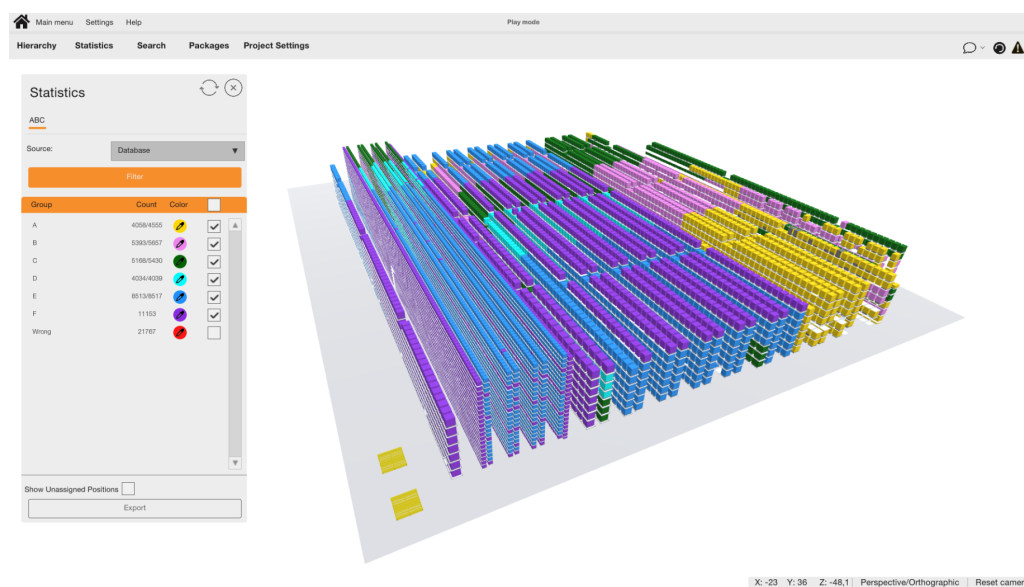 Main menu Settings Help Play mode
Hierarchy Statistics Search Packages Project Settings
Statistics
ABC
Source: Database
Filter
Group Count Color
A 4058/4555
B 5393/5657
C 5168/5430
D 4034/4039
E 8513/8517
F 11153
Wrong 21767
Show Unassigned Positions
Export
X: -23 Y: 36 Z: -48,1 Perspective/Orthographic Reset camer